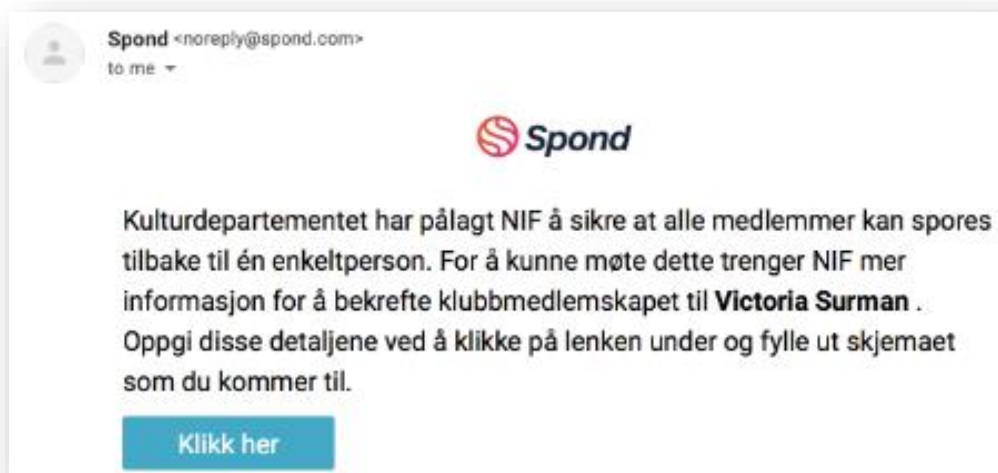 Spond <noreply@spond.com>
to me
Spond
Kulturdepartementet har pålagt NIF å sikre at alle medlemmer kan spores
tilbake til én enkeltperson. For å kunne møte dette trenger NIF mer
informasjon for å bekrefte klubbmedlemskapet til Victoria Surman .
Oppgi disse detaljene ved å klikke på lenken under og fylle ut skjemaet
som du kommer til.
Klikk her